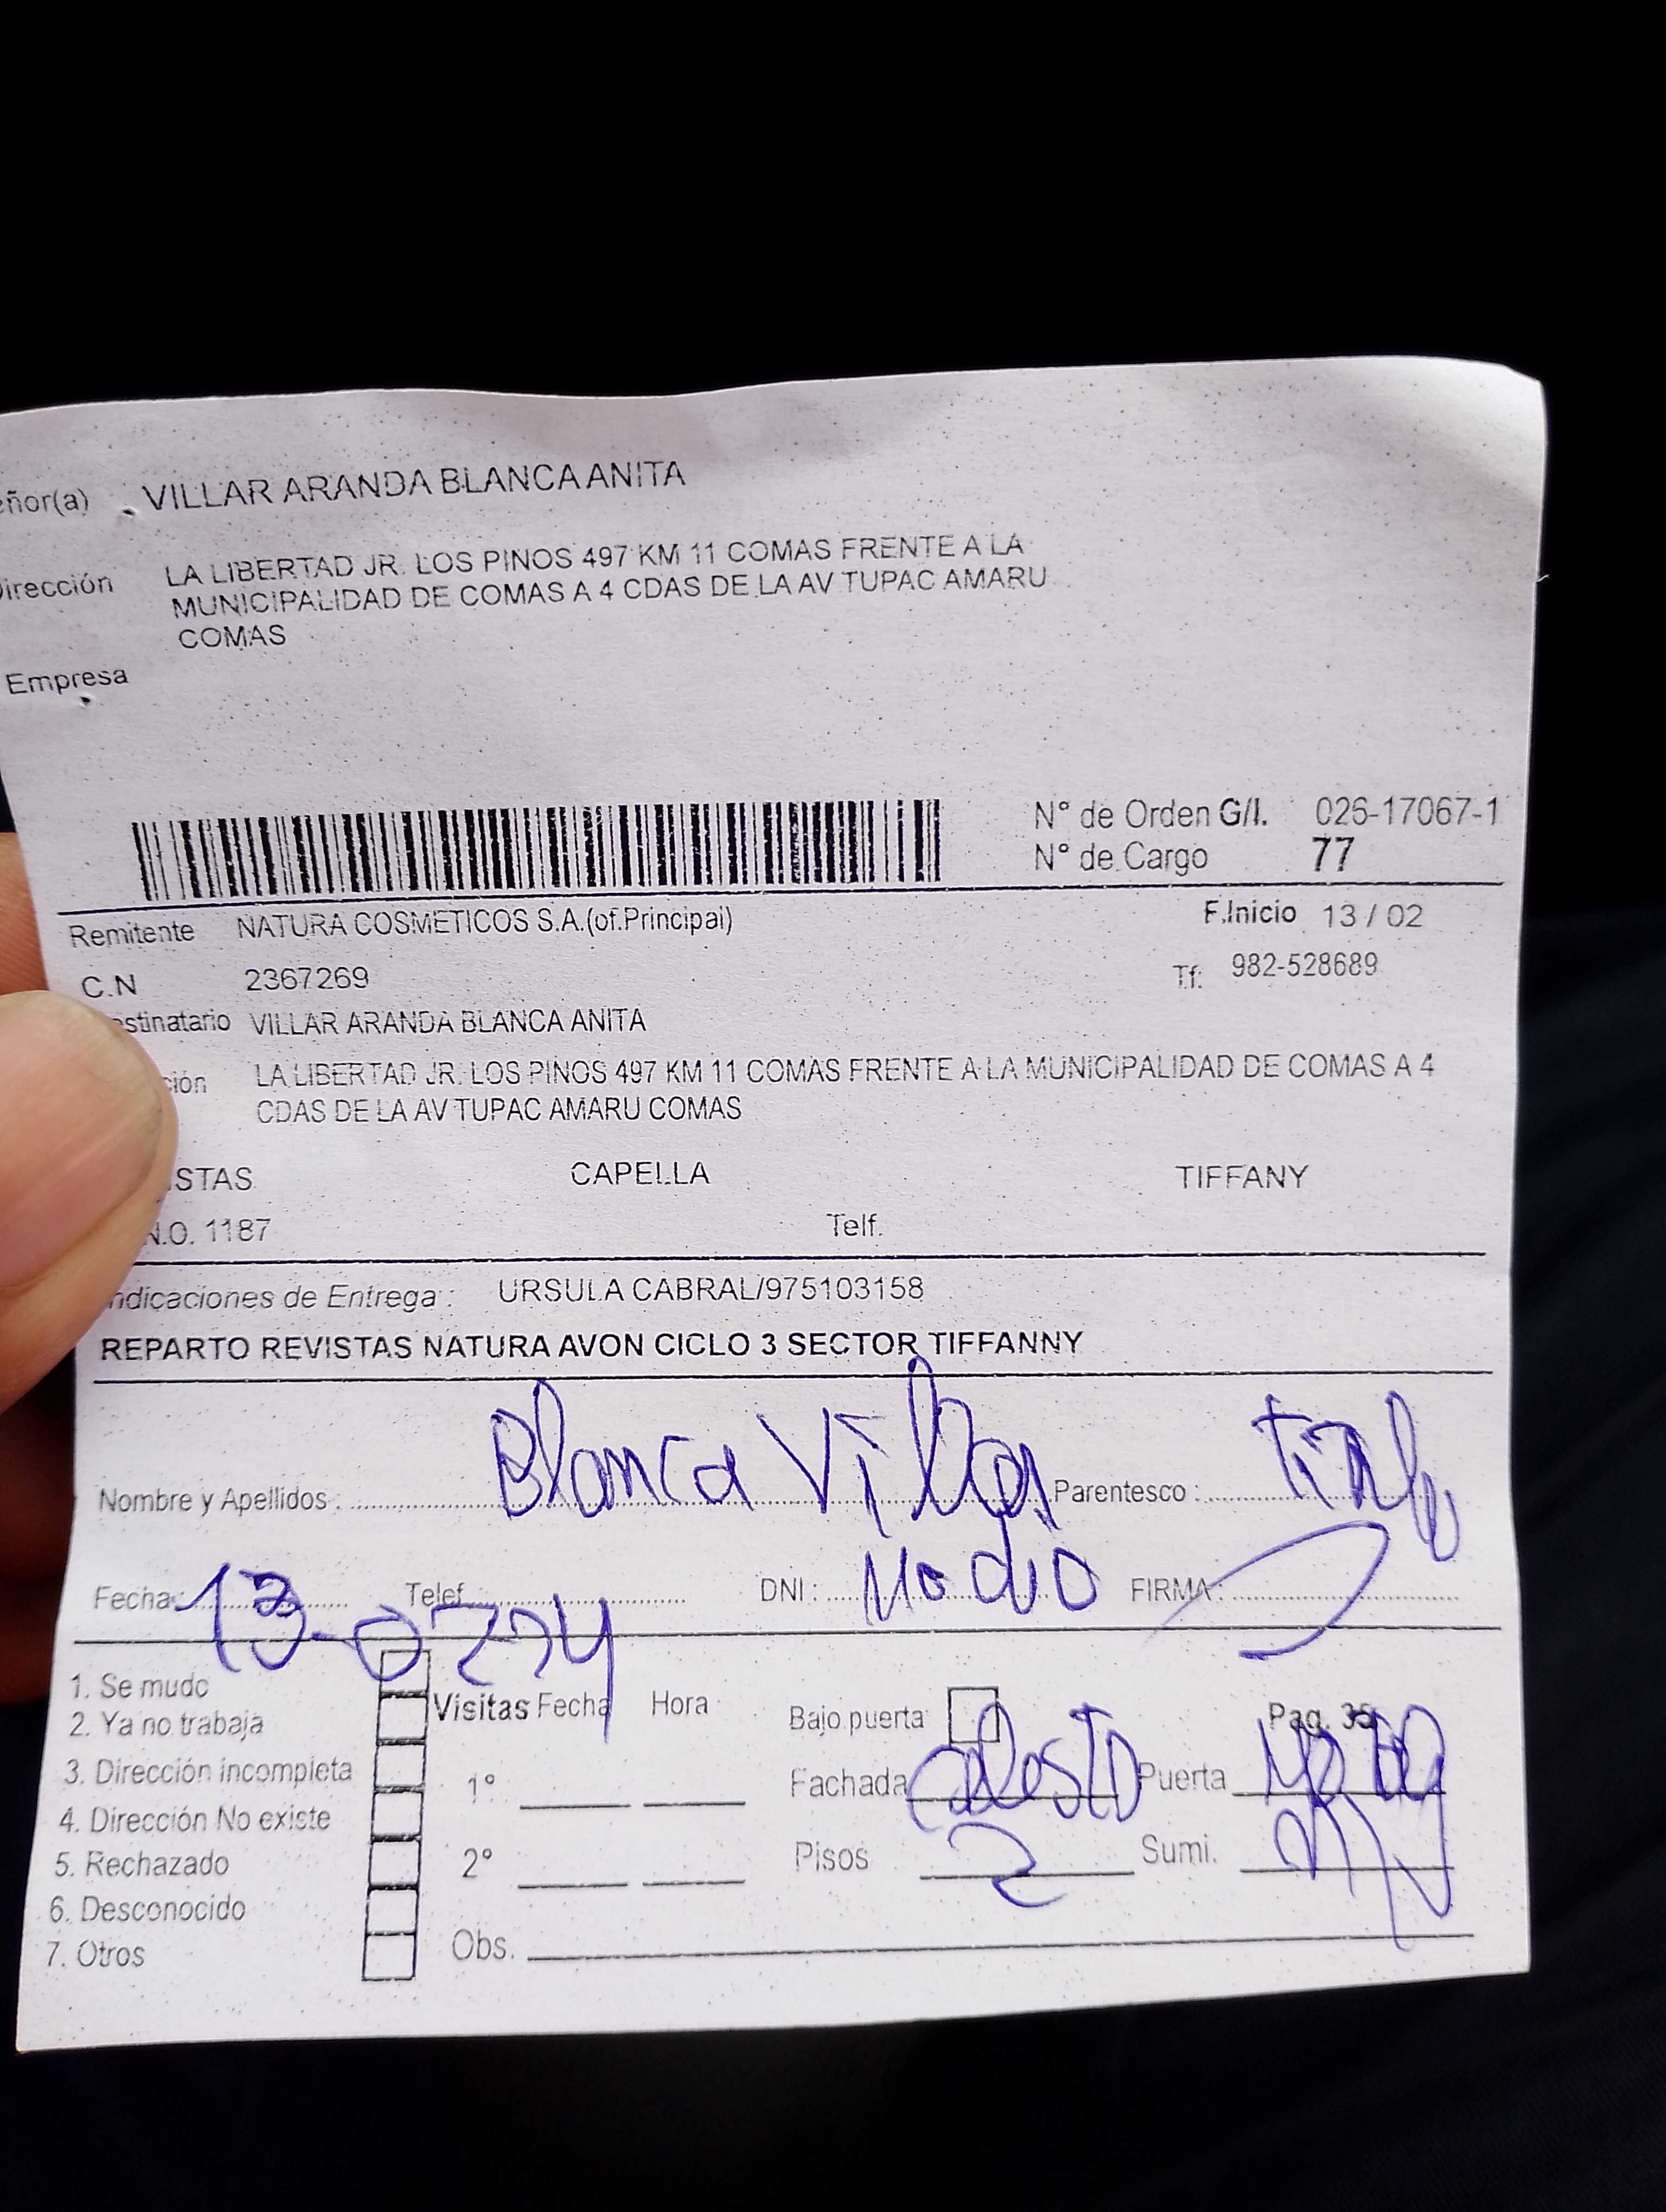 eñor(a) VILLAR ARANDA BLANCA ANITA
Dirección LA LIBERTAD JR. LOS PINOS 497 KM 11 COMAS FRENTE A LA
MUNICIPALIDAD DE COMAS A 4 CDAS DE LA AV TUPAC AMARU
COMAS
Empresa
N° de Orden G/I. 026-17067-1
N° de Cargo 77
Remitente NATURA COSMETICOS S.A.(of.Principal) F.Inicio 13 / 02
C.N 2367269 Tf: 982-528689
estinatario VILLAR ARANDA BLANCA ANITA
ción LA LIBERTAD JR. LOS PINOS 497 KM 11 COMAS FRENTE A LA MUNICIPALIDAD DE COMAS A 4
CDAS DE LA AV TUPAC AMARU COMAS
ISTAS CAPELLA TIFFANY
N.O. 1187 Telf.
ndicaciones de Entrega : URSULA CABRAL/975103158
REPARTO REVISTAS NATURA AVON CICLO 3 SECTOR TIFFANNY
Nombre y Apellidos : Blanca Villar Parentesco :
Fecha : 13-02-24 Telef. DNI : No dio FIRMA :
1. Se mudo
2. Ya no trabaja Visitas Fecha Hora Bajo puerta Pag. 35
3. Dirección incompleta 1° Fachada Puerta
4. Dirección No existe
5. Rechazado 2° Pisos 2 Sumi.
6. Desconocido
7. Otros Obs.